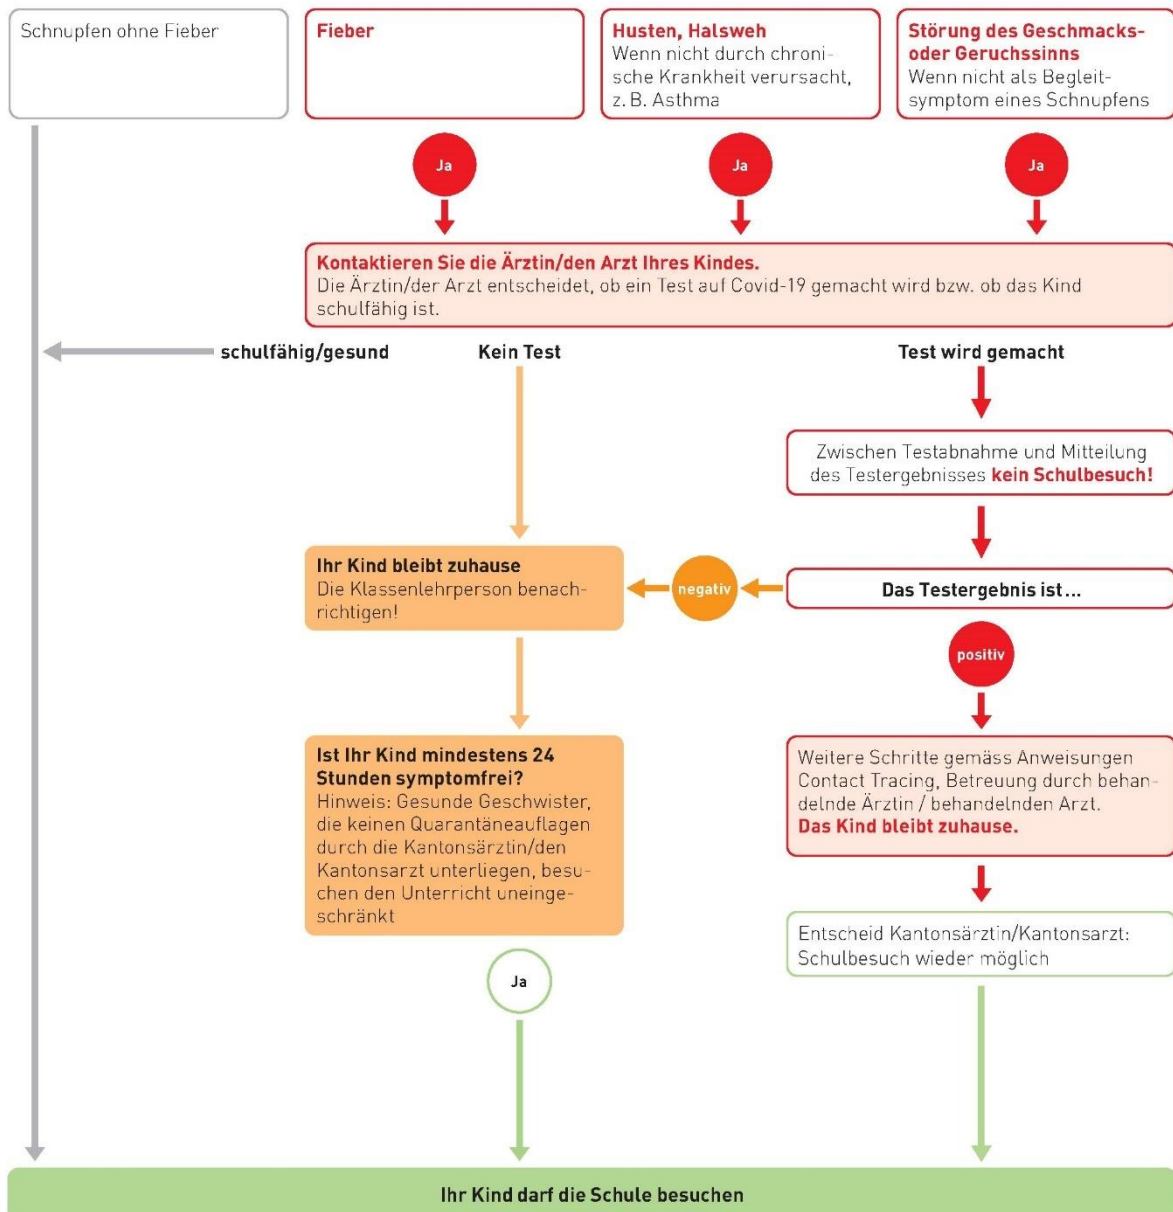 Schnupfen ohne Fieber
Fieber
Husten, Halsweh
Wenn nicht durch chroni-
sche Krankheit verursacht,
z. B. Asthma
Störung des Geschmacks-
oder Geruchssinns
Wenn nicht als Begleit-
symptom eines Schnupfens
Ja
Ja
Ja
Kontaktieren Sie die Ärztin/den Arzt Ihres Kindes.
Die Ärztin/der Arzt entscheidet, ob ein Test auf Covid-19 gemacht wird bzw. ob das Kind
schulfähig ist.
schulfähig/gesund
Kein Test
Test wird gemacht
Zwischen Testabnahme und Mitteilung
des Testergebnisses kein Schulbesuch!
Ihr Kind bleibt zuhause
Die Klassenlehrperson benach-
richtigen!
negativ
Das Testergebnis ist...
positiv
Ist Ihr Kind mindestens 24
Stunden symptomfrei?
Hinweis: Gesunde Geschwister,
die keinen Quarantäneauflagen
durch die Kantonsärztin/den
Kantonsarzt unterliegen, besu-
chen den Unterricht uneinge-
schränkt
Weitere Schritte gemäss Anweisungen
Contact Tracing, Betreuung durch behan-
delnde Ärztin / behandelnden Arzt.
Das Kind bleibt zuhause.
Entscheid Kantonsärztin/Kantonsarzt:
Schulbesuch wieder möglich
Ja
Ihr Kind darf die Schule besuchen